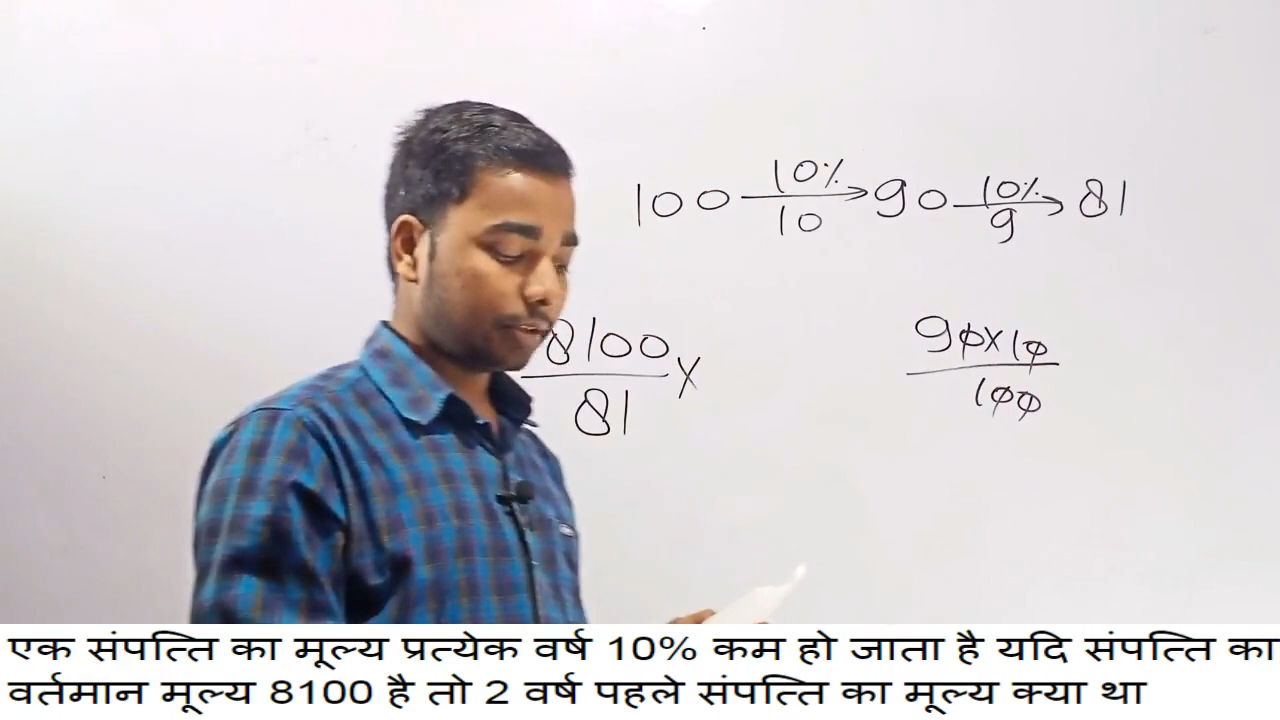 100 10% 10 → 90 10% 9 → 81
8100 / 81 ×
90×10 / 100
एक संपत्ति का मूल्य प्रत्येक वर्ष 10% कम हो जाता है यदि संपत्ति का
वर्तमान मूल्य 8100 है तो 2 वर्ष पहले संपत्ति का मूल्य क्या था